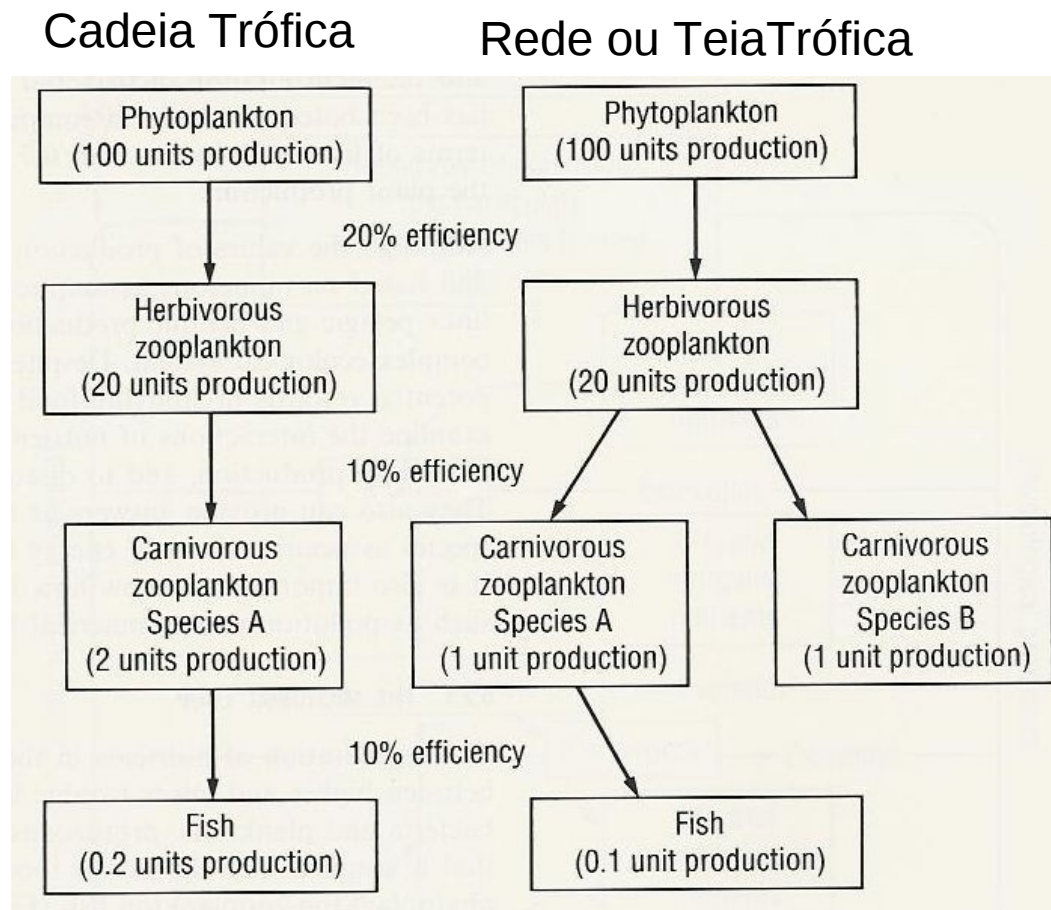 Cadeia Trófica
Rede ou TeiaTrófica
Phytoplankton
(100 units production)
20% efficiency
Herbivorous
zooplankton
(20 units production)
10% efficiency
Carnivorous
zooplankton
Species A
(2 units production)
10% efficiency
Fish
(0.2 units production)
Phytoplankton
(100 units production)
Herbivorous
zooplankton
(20 units production)
Carnivorous
zooplankton
Species A
(1 unit production)
Carnivorous
zooplankton
Species B
(1 unit production)
Fish
(0.1 unit production)